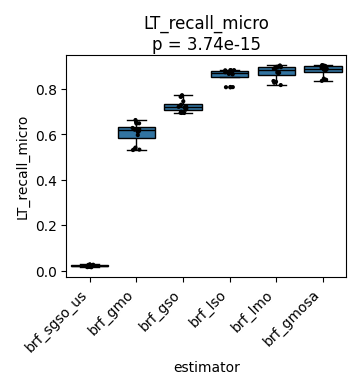 LT_recall_micro
p = 3.74e-15
LT_recall_micro
0.8
0.6
0.4
0.2
0.0
brf_sgso_us
brf_gmo
brf_gso
brf_lso
brf_lmo
brf_gmosa
estimator